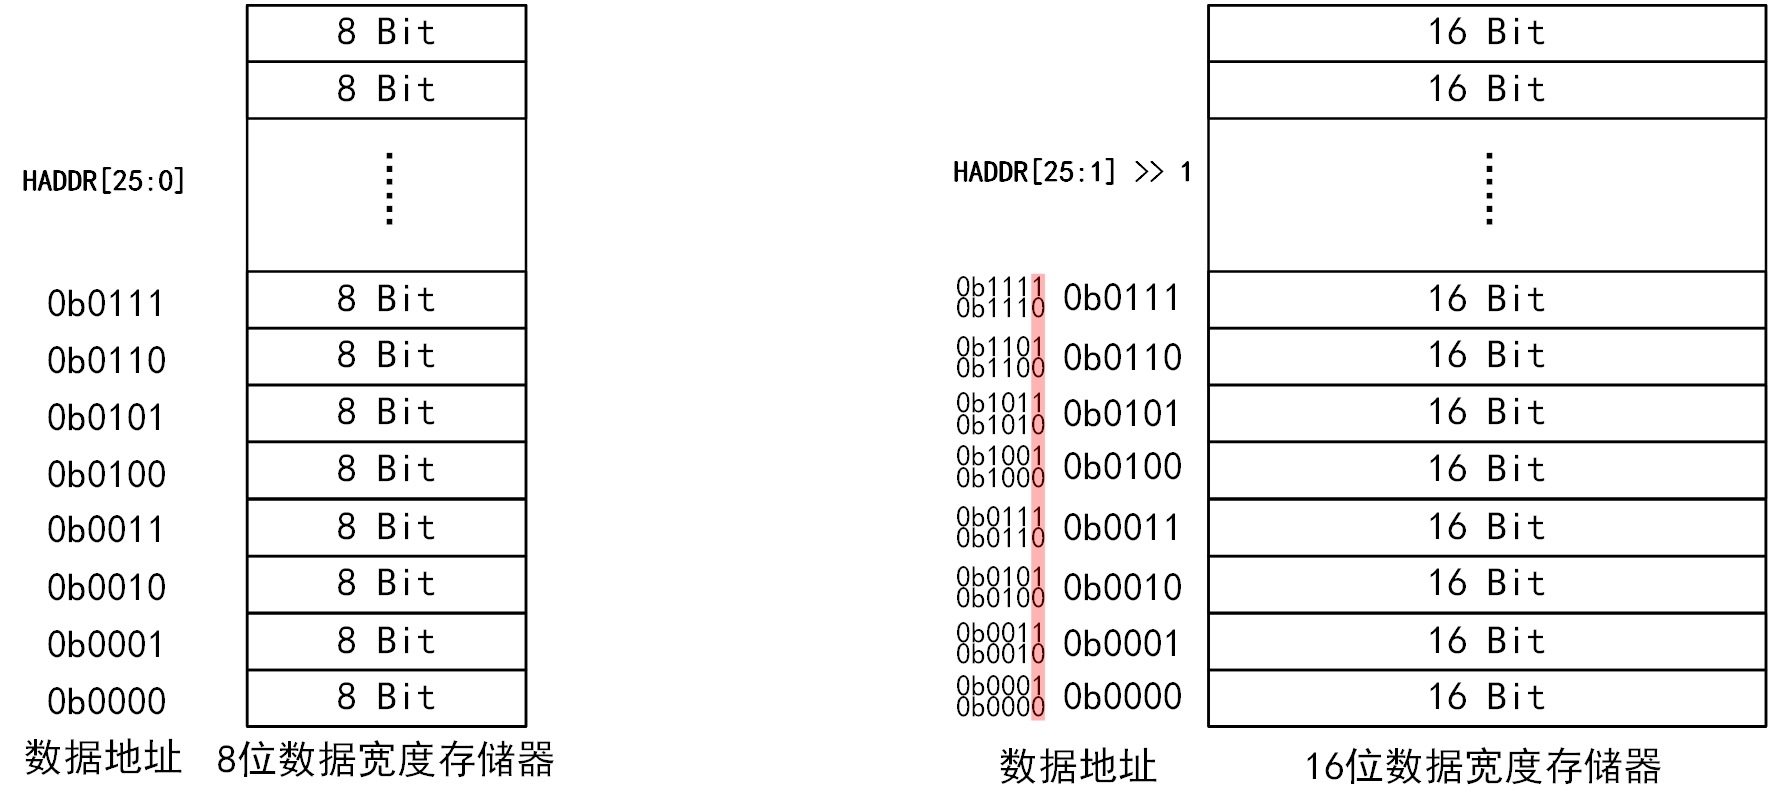 8 Bit
8 Bit
HADDR[25:0]
0b0111 8 Bit
0b0110 8 Bit
0b0101 8 Bit
0b0100 8 Bit
0b0011 8 Bit
0b0010 8 Bit
0b0001 8 Bit
0b0000 8 Bit
数据地址 8位数据宽度存储器
16 Bit
16 Bit
HADDR[25:1] >> 1
0b1111
0b1110
0b0111 16 Bit
0b1101
0b1100
0b0110 16 Bit
0b1011
0b1010
0b0101 16 Bit
0b1001
0b1000
0b0100 16 Bit
0b0111
0b0110
0b0011 16 Bit
0b0101
0b0100
0b0010 16 Bit
0b0011
0b0010
0b0001 16 Bit
0b0001
0b0000
0b0000 16 Bit
数据地址 16位数据宽度存储器